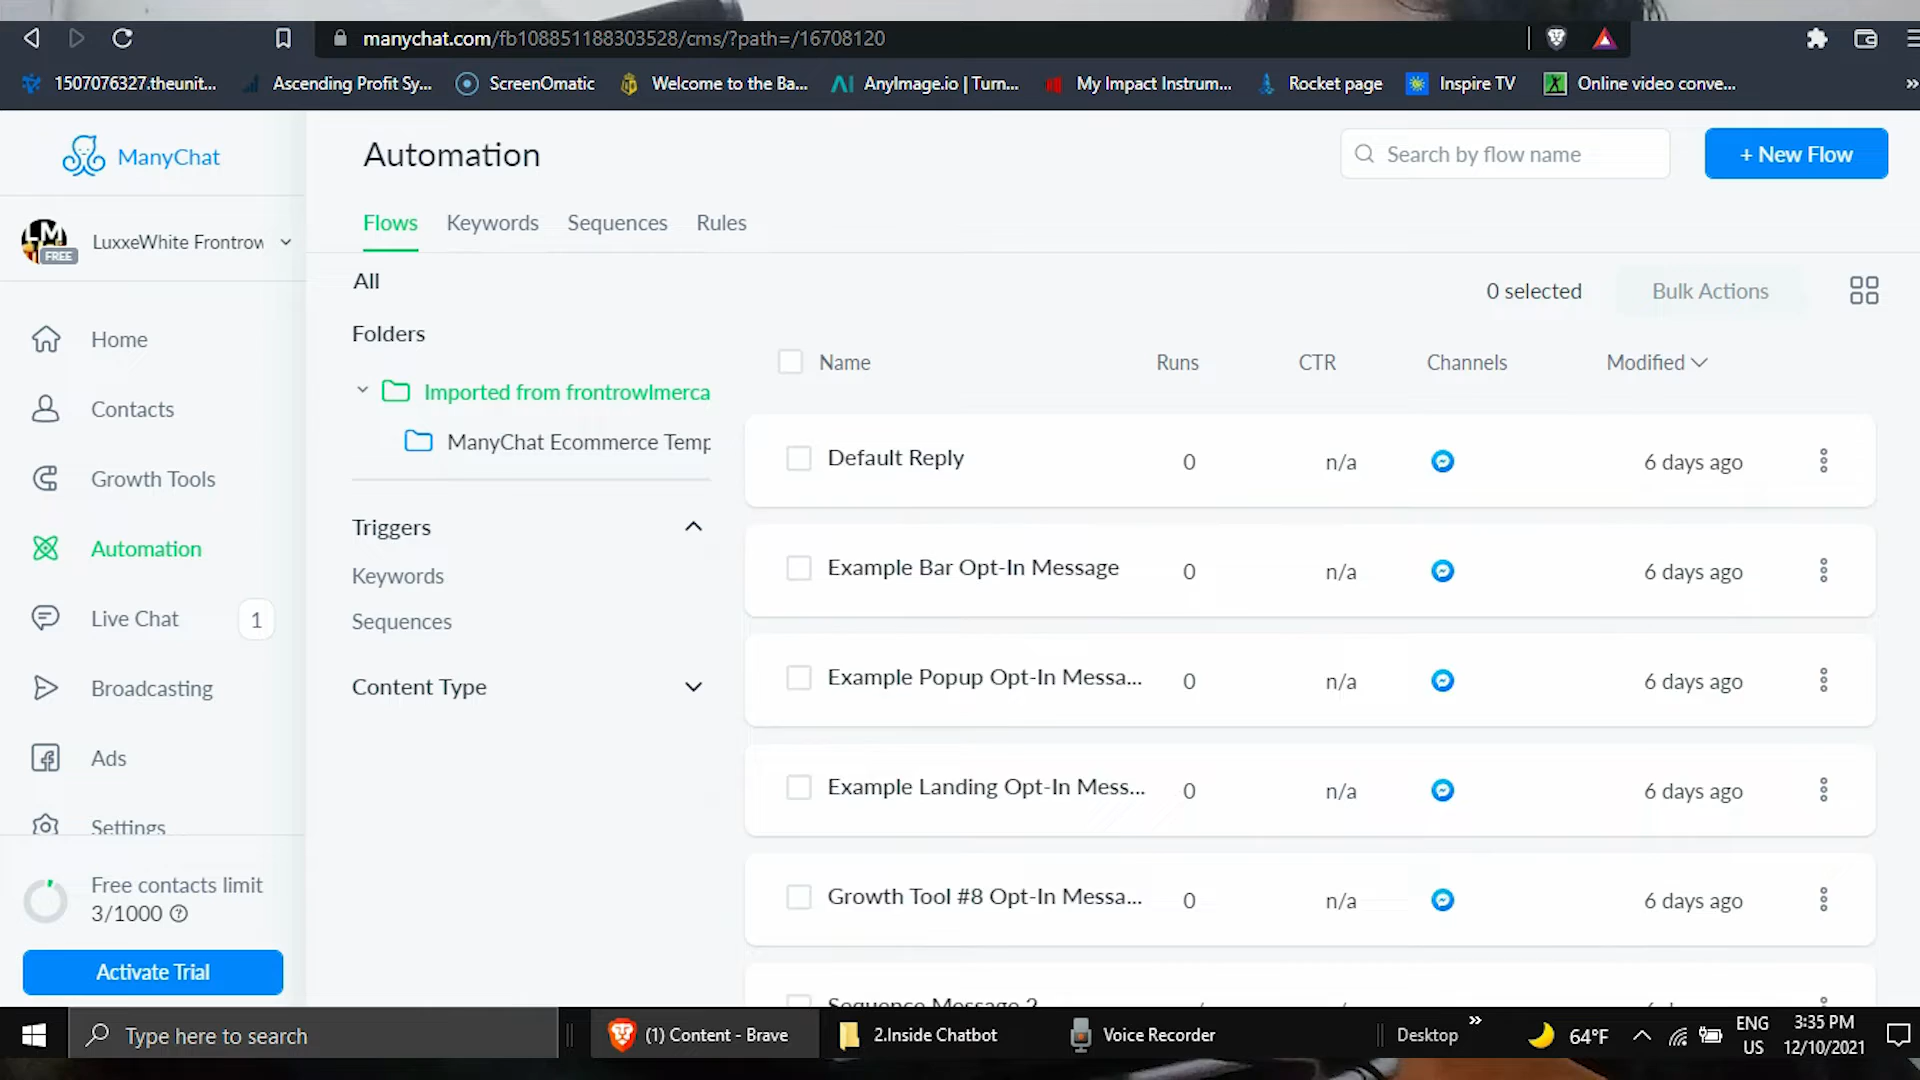 manychat.com/fb108851188303528/cms/?path=/16708120
1507076327.theunit... Ascending Profit Sy... ScreenOmatic Welcome to the Ba... AnyImage.io | Turn... My Impact Instrum... Rocket page Inspire TV Online video conve... »
ManyChat
Automation
Search by flow name
+ New Flow
LM
FREE
LuxxeWhite Frontrow
Flows Keywords Sequences Rules
All
0 selected
Bulk Actions
Home
Contacts
Growth Tools
Automation
Live Chat 1
Broadcasting
Ads
Settings
Free contacts limit
3/1000
Activate Trial
Folders
Imported from frontrowlmerca
ManyChat Ecommerce Temp
Triggers
Keywords
Sequences
Content Type
Name Runs CTR Channels Modified
Default Reply 0 n/a 6 days ago
Example Bar Opt-In Message 0 n/a 6 days ago
Example Popup Opt-In Messa... 0 n/a 6 days ago
Example Landing Opt-In Mess... 0 n/a 6 days ago
Growth Tool #8 Opt-In Messa... 0 n/a 6 days ago
Sequence Message 2
Type here to search
(1) Content - Brave
2.Inside Chatbot
Voice Recorder
Desktop »
64°F
ENG
US
3:35 PM
12/10/2021